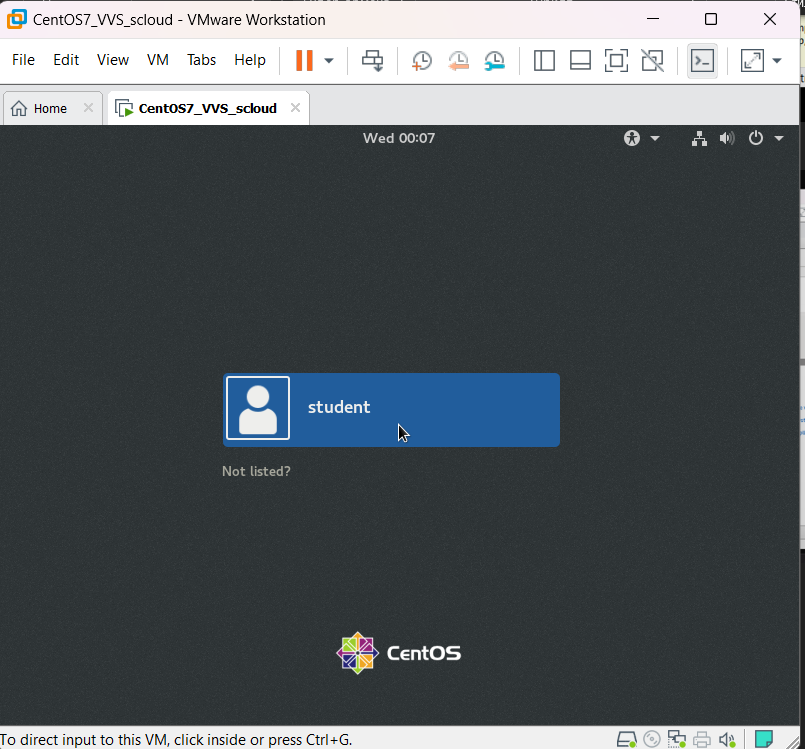 CentOS7_VVS_scloud - VMware Workstation
File Edit View VM Tabs Help
Home CentOS7_VVS_scloud
Wed 00:07
student
Not listed?
CentOS
To direct input to this VM, click inside or press Ctrl+G.